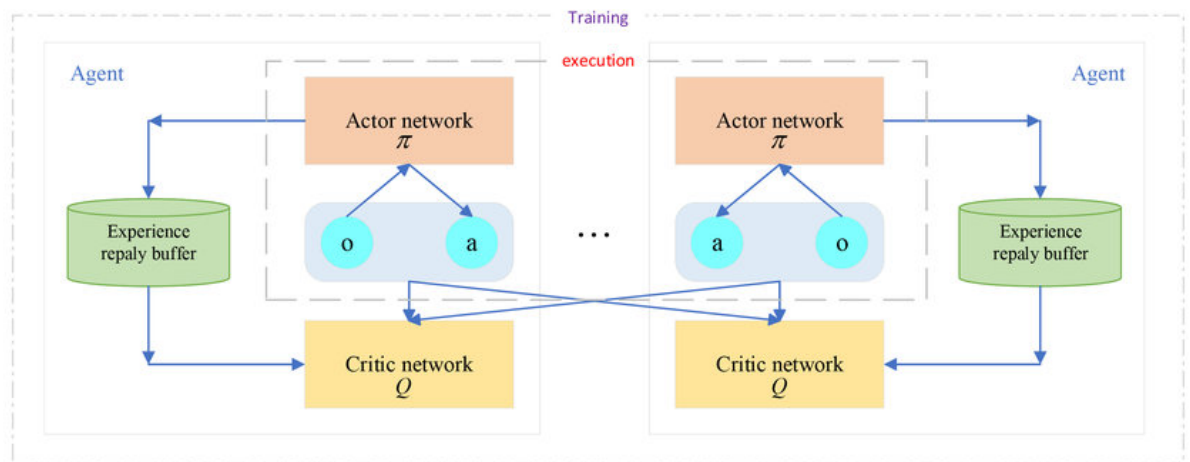 Training
execution
Agent
Agent
Actor network
π
Actor network
π
Experience
repaly buffer
o
a
...
a
o
Experience
repaly buffer
Critic network
Q
Critic network
Q